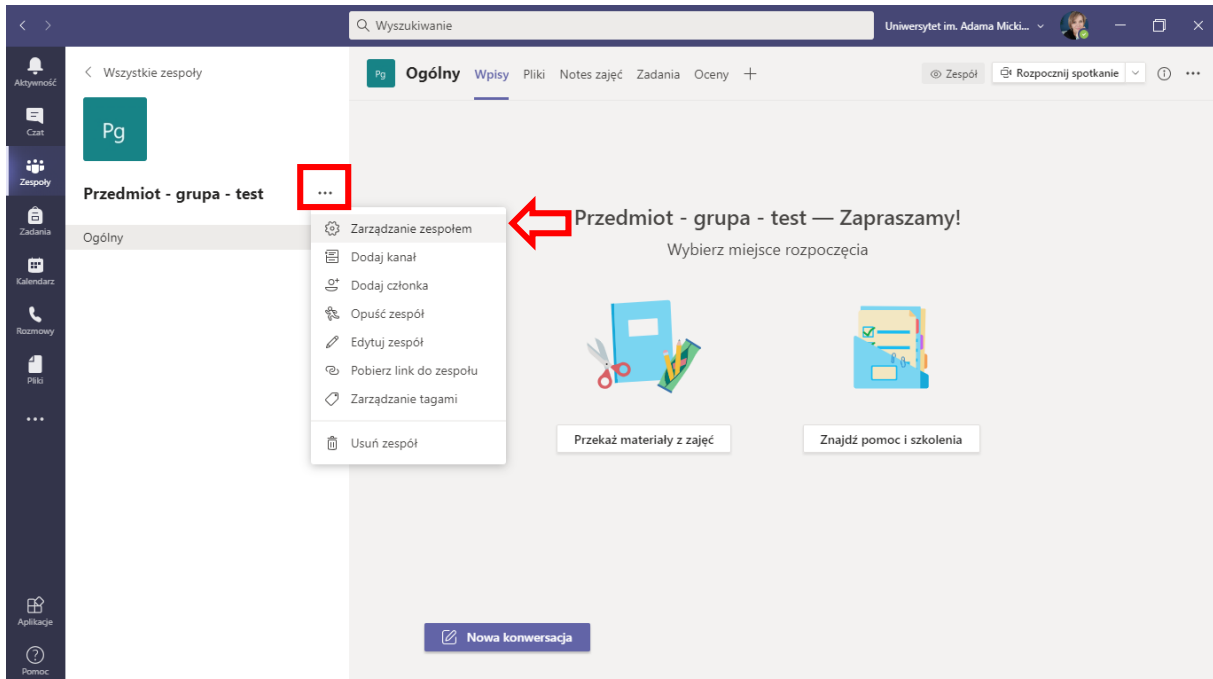 Wyszukiwanie
Uniwersytet im. Adama Micki...
Aktywność
Czat
Zespoły
Zadania
Kalendarz
Rozmowy
Pliki
Aplikacje
Pomoc
Wszystkie zespoły
Pg
Przedmiot - grupa - test
Ogólny
Zarządzanie zespołem
Dodaj kanał
Dodaj członka
Opuść zespół
Edytuj zespół
Pobierz link do zespołu
Zarządzanie tagami
Usuń zespół
Pg Ogólny Wpisy Pliki Notes zajęć Zadania Oceny
Zespół Rozpocznij spotkanie
Przedmiot - grupa - test — Zapraszamy!
Wybierz miejsce rozpoczęcia
Przekaż materiały z zajęć
Znajdź pomoc i szkolenia
Nowa konwersacja